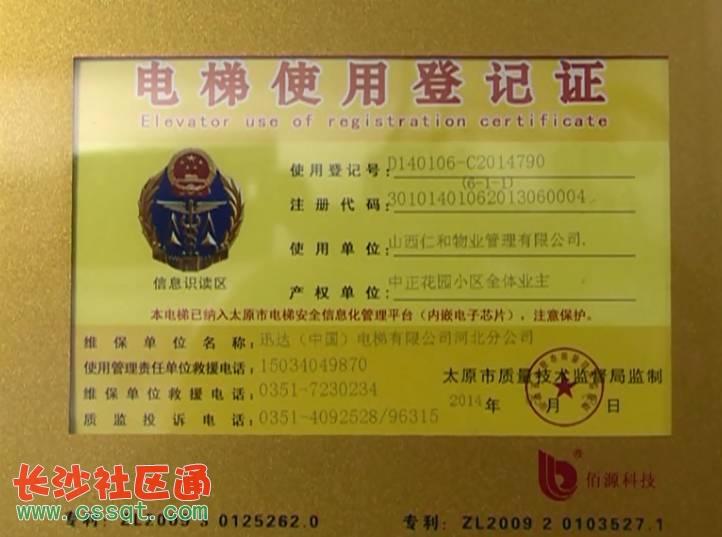 电梯使用登记证
Elevator use of registration certificate
使用登记号: D140106-C2014790
(6-1-1)
注册代码: 30101401062013060004
使用单位: 山西仁和物业管理有限公司.
信息识读区
产权单位: 中正花园小区全体业主
本电梯已纳入太原市电梯安全信息化管理平台（内嵌电子芯片），注意保护。
维保单位名称: 迅达（中国）电梯有限公司河北分公司
使用管理责任单位救援电话: 15034049870
维保单位救援电话: 0351-7230234
太原市质量技术监督局监制
质监投诉电话: 0351-4092528/96315
2014年 月 日
长沙社区通
www.cssqt.com
®
佰源科技
专利: ZL2009 3 0125262.0
专利: ZL2009 2 0103527.1